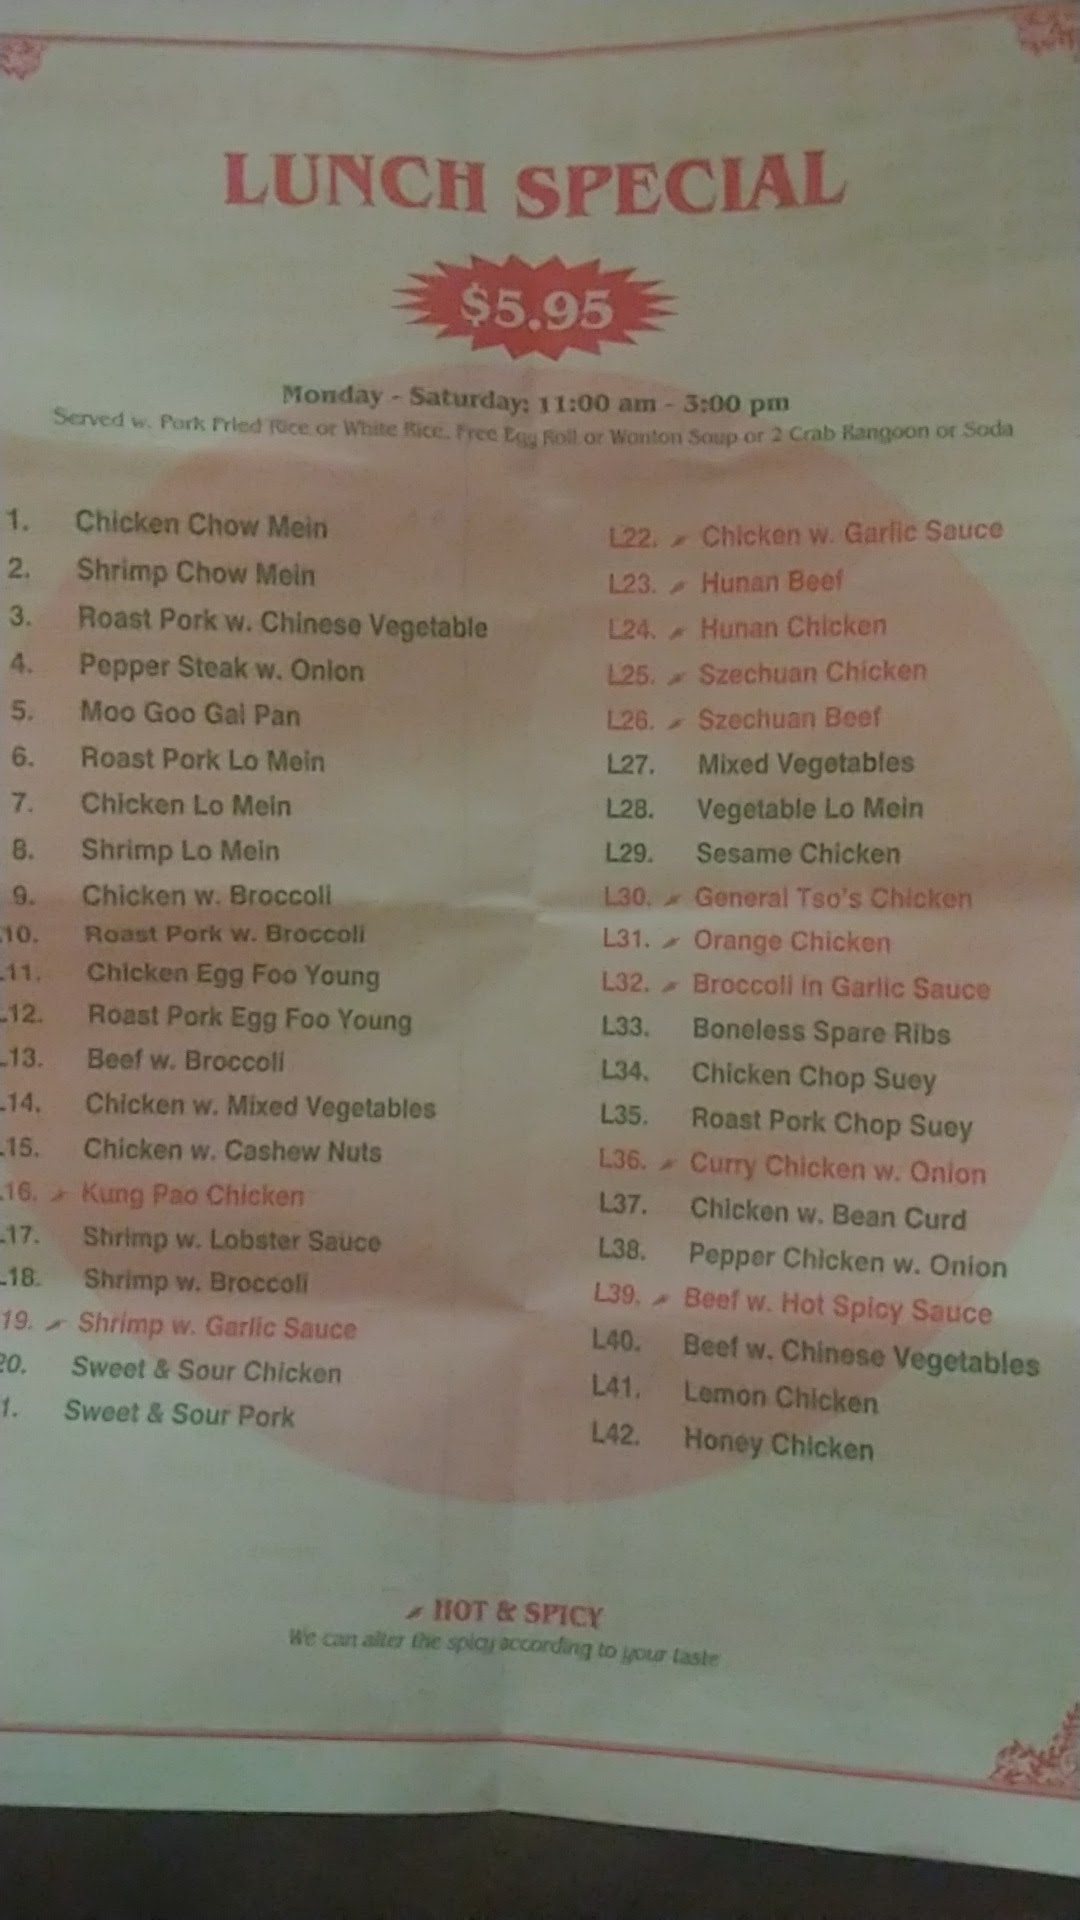 LUNCH SPECIAL
$5.95
Monday - Saturday: 11:00 am - 3:00 pm
Served w. Pork Fried Rice or White Rice. Free Egg Roll or Wonton Soup or 2 Crab Rangoon or Soda
1. Chicken Chow Mein
2. Shrimp Chow Mein
3. Roast Pork w. Chinese Vegetable
4. Pepper Steak w. Onion
5. Moo Goo Gai Pan
6. Roast Pork Lo Mein
7. Chicken Lo Mein
8. Shrimp Lo Mein
9. Chicken w. Broccoli
10. Roast Pork w. Broccoli
11. Chicken Egg Foo Young
12. Roast Pork Egg Foo Young
13. Beef w. Broccoli
14. Chicken w. Mixed Vegetables
15. Chicken w. Cashew Nuts
16. Kung Pao Chicken
17. Shrimp w. Lobster Sauce
18. Shrimp w. Broccoli
19. Shrimp w. Garlic Sauce
20. Sweet & Sour Chicken
1. Sweet & Sour Pork
L22. Chicken w. Garlic Sauce
L23. Hunan Beef
L24. Hunan Chicken
L25. Szechuan Chicken
L26. Szechuan Beef
L27. Mixed Vegetables
L28. Vegetable Lo Mein
L29. Sesame Chicken
L30. General Tso's Chicken
L31. Orange Chicken
L32. Broccoli in Garlic Sauce
L33. Boneless Spare Ribs
L34. Chicken Chop Suey
L35. Roast Pork Chop Suey
L36. Curry Chicken w. Onion
L37. Chicken w. Bean Curd
L38. Pepper Chicken w. Onion
L39. Beef w. Hot Spicy Sauce
L40. Beef w. Chinese Vegetables
L41. Lemon Chicken
L42. Honey Chicken
HOT & SPICY
We can alter the spicy according to your taste